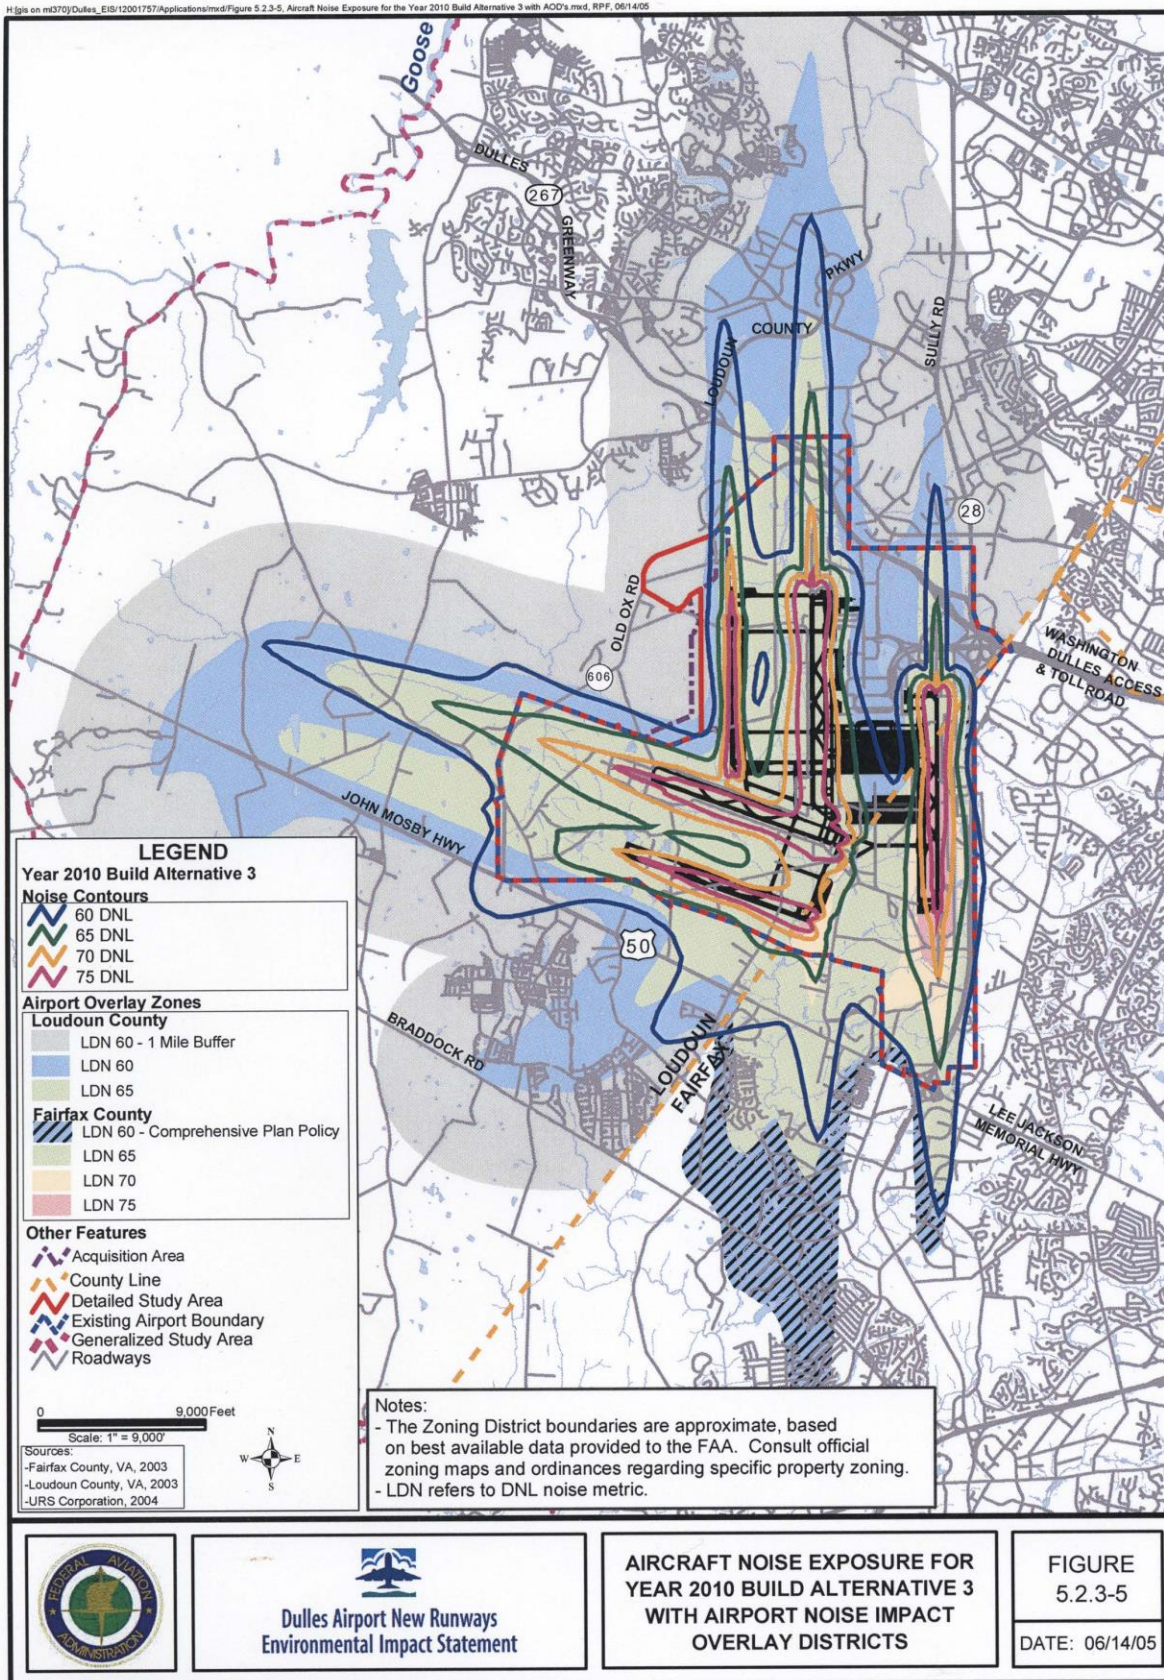 H:[gis on ml370]/Dulles_EIS/12001757/Applications/mxd/Figure 5.2.3-5, Aircraft Noise Exposure for the Year 2010 Build Alternative 3 with AOD's.mxd, RPF, 06/14/05
Goose
DULLES
267
GREENWAY
PKWY
COUNTY
LOUDOUN
SULLY RD
28
OLD OX RD
606
WASHINGTON
DULLES ACCESS
& TOLL ROAD
JOHN MOSBY HWY
50
BRADDOCK RD
LOUDOUN
FAIRFAX
LEE JACKSON
MEMORIAL HWY
LEGEND
Year 2010 Build Alternative 3
Noise Contours
60 DNL
65 DNL
70 DNL
75 DNL
Airport Overlay Zones
Loudoun County
LDN 60 - 1 Mile Buffer
LDN 60
LDN 65
Fairfax County
LDN 60 - Comprehensive Plan Policy
LDN 65
LDN 70
LDN 75
Other Features
Acquisition Area
County Line
Detailed Study Area
Existing Airport Boundary
Generalized Study Area
Roadways
0 9,000 Feet
Scale: 1" = 9,000'
N
W E
S
Sources:
-Fairfax County, VA, 2003
-Loudoun County, VA, 2003
-URS Corporation, 2004
Notes:
- The Zoning District boundaries are approximate, based
on best available data provided to the FAA. Consult official
zoning maps and ordinances regarding specific property zoning.
- LDN refers to DNL noise metric.
FEDERAL AVIATION
ADMINISTRATION
Dulles Airport New Runways
Environmental Impact Statement
AIRCRAFT NOISE EXPOSURE FOR
YEAR 2010 BUILD ALTERNATIVE 3
WITH AIRPORT NOISE IMPACT
OVERLAY DISTRICTS
FIGURE
5.2.3-5
DATE: 06/14/05